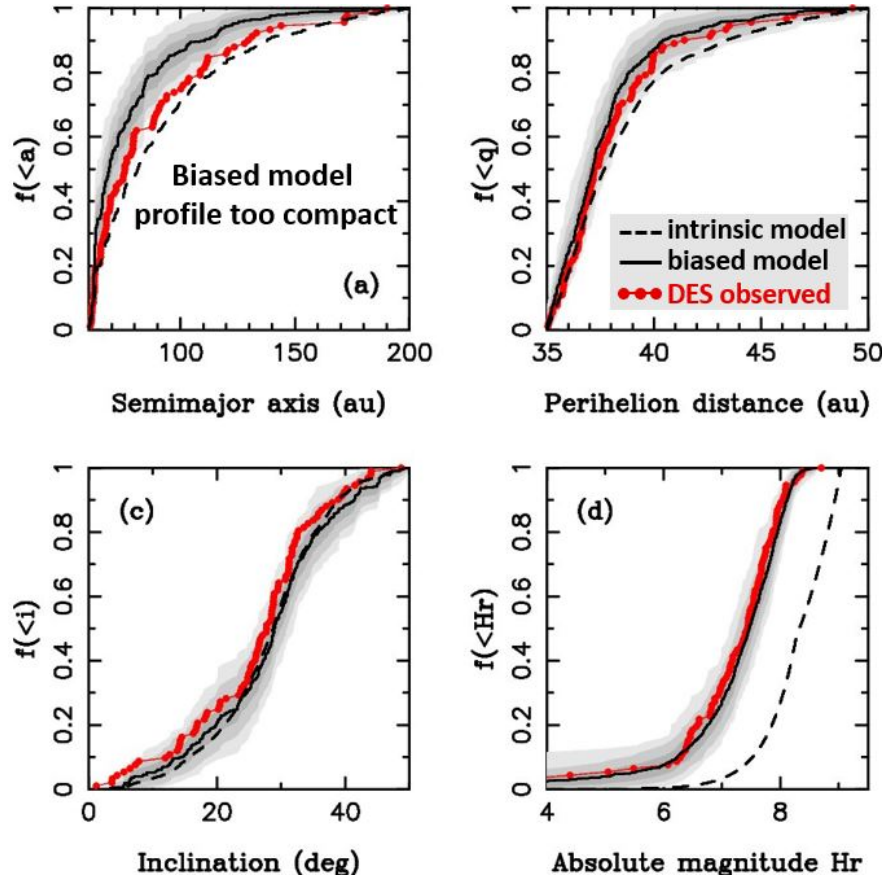 f(<a)
0 0.2 0.4 0.6 0.8 1
Biased model
profile too compact
(a)
100 150 200
Semimajor axis (au)
f(<q)
0 0.2 0.4 0.6 0.8 1
intrinsic model
biased model
DES observed
35 40 45 50
Perihelion distance (au)
f(<i)
0 0.2 0.4 0.6 0.8 1
(c)
0 20 40
Inclination (deg)
f(<Hr)
0 0.2 0.4 0.6 0.8 1
(d)
4 6 8
Absolute magnitude Hr